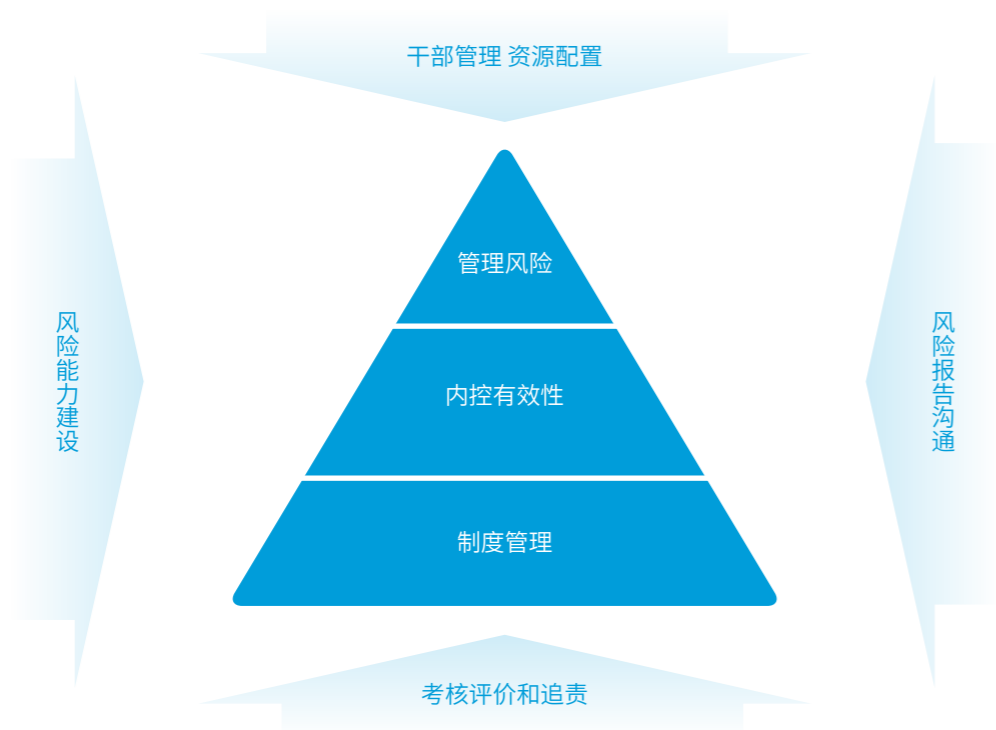 干部管理 资源配置
管理风险
风险能力建设
内控有效性
风险报告沟通
制度管理
考核评价和追责